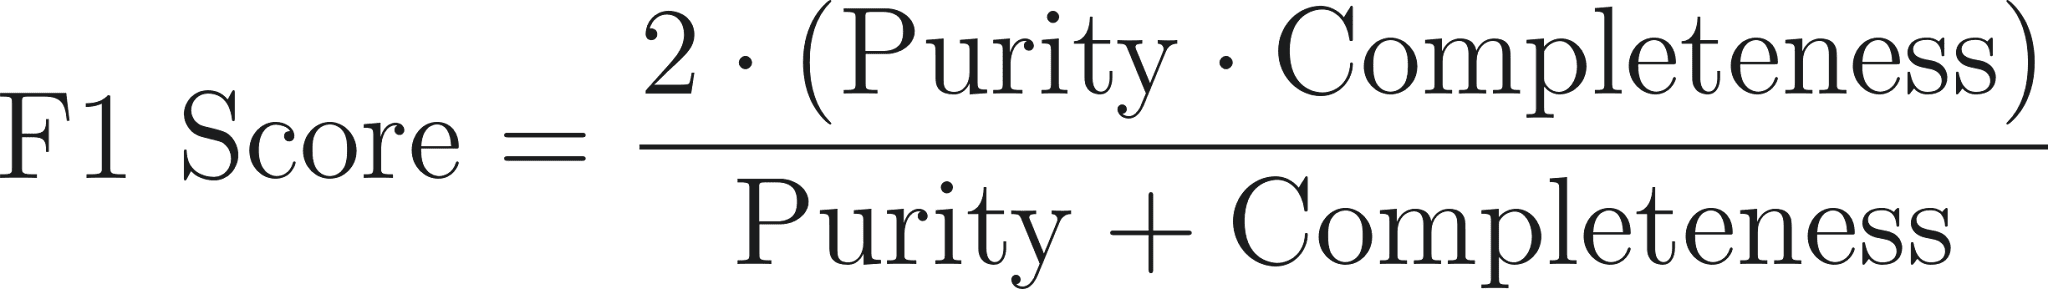 F1 Score = 2 · (Purity · Completeness)
Purity + Completeness